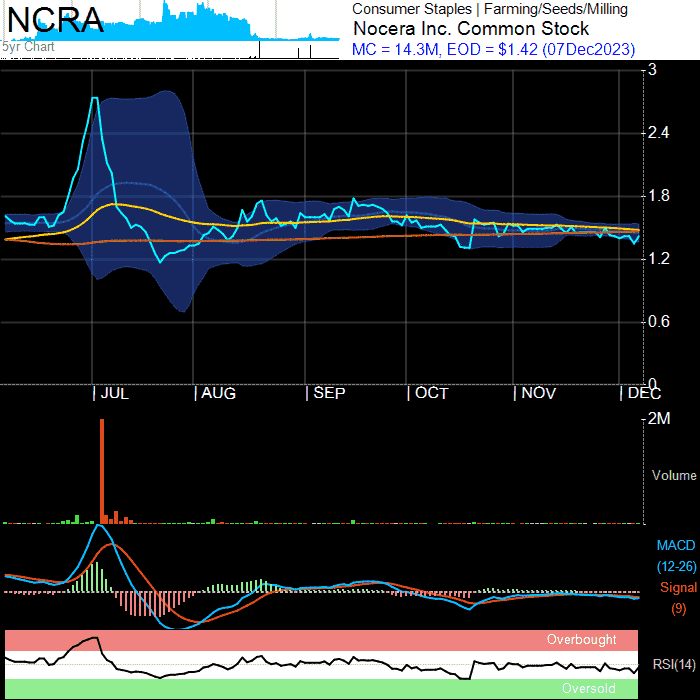 NCRA
5yr Chart
Consumer Staples | Farming/Seeds/Milling
Nocera Inc. Common Stock
MC = 14.3M, EOD = $1.42 (07Dec2023)
3
2.4
1.8
1.2
0.6
0
| JUL | AUG | SEP | OCT | NOV | DEC
2M
Volume
MACD
(12-26)
Signal
(9)
Overbought
RSI(14)
Oversold